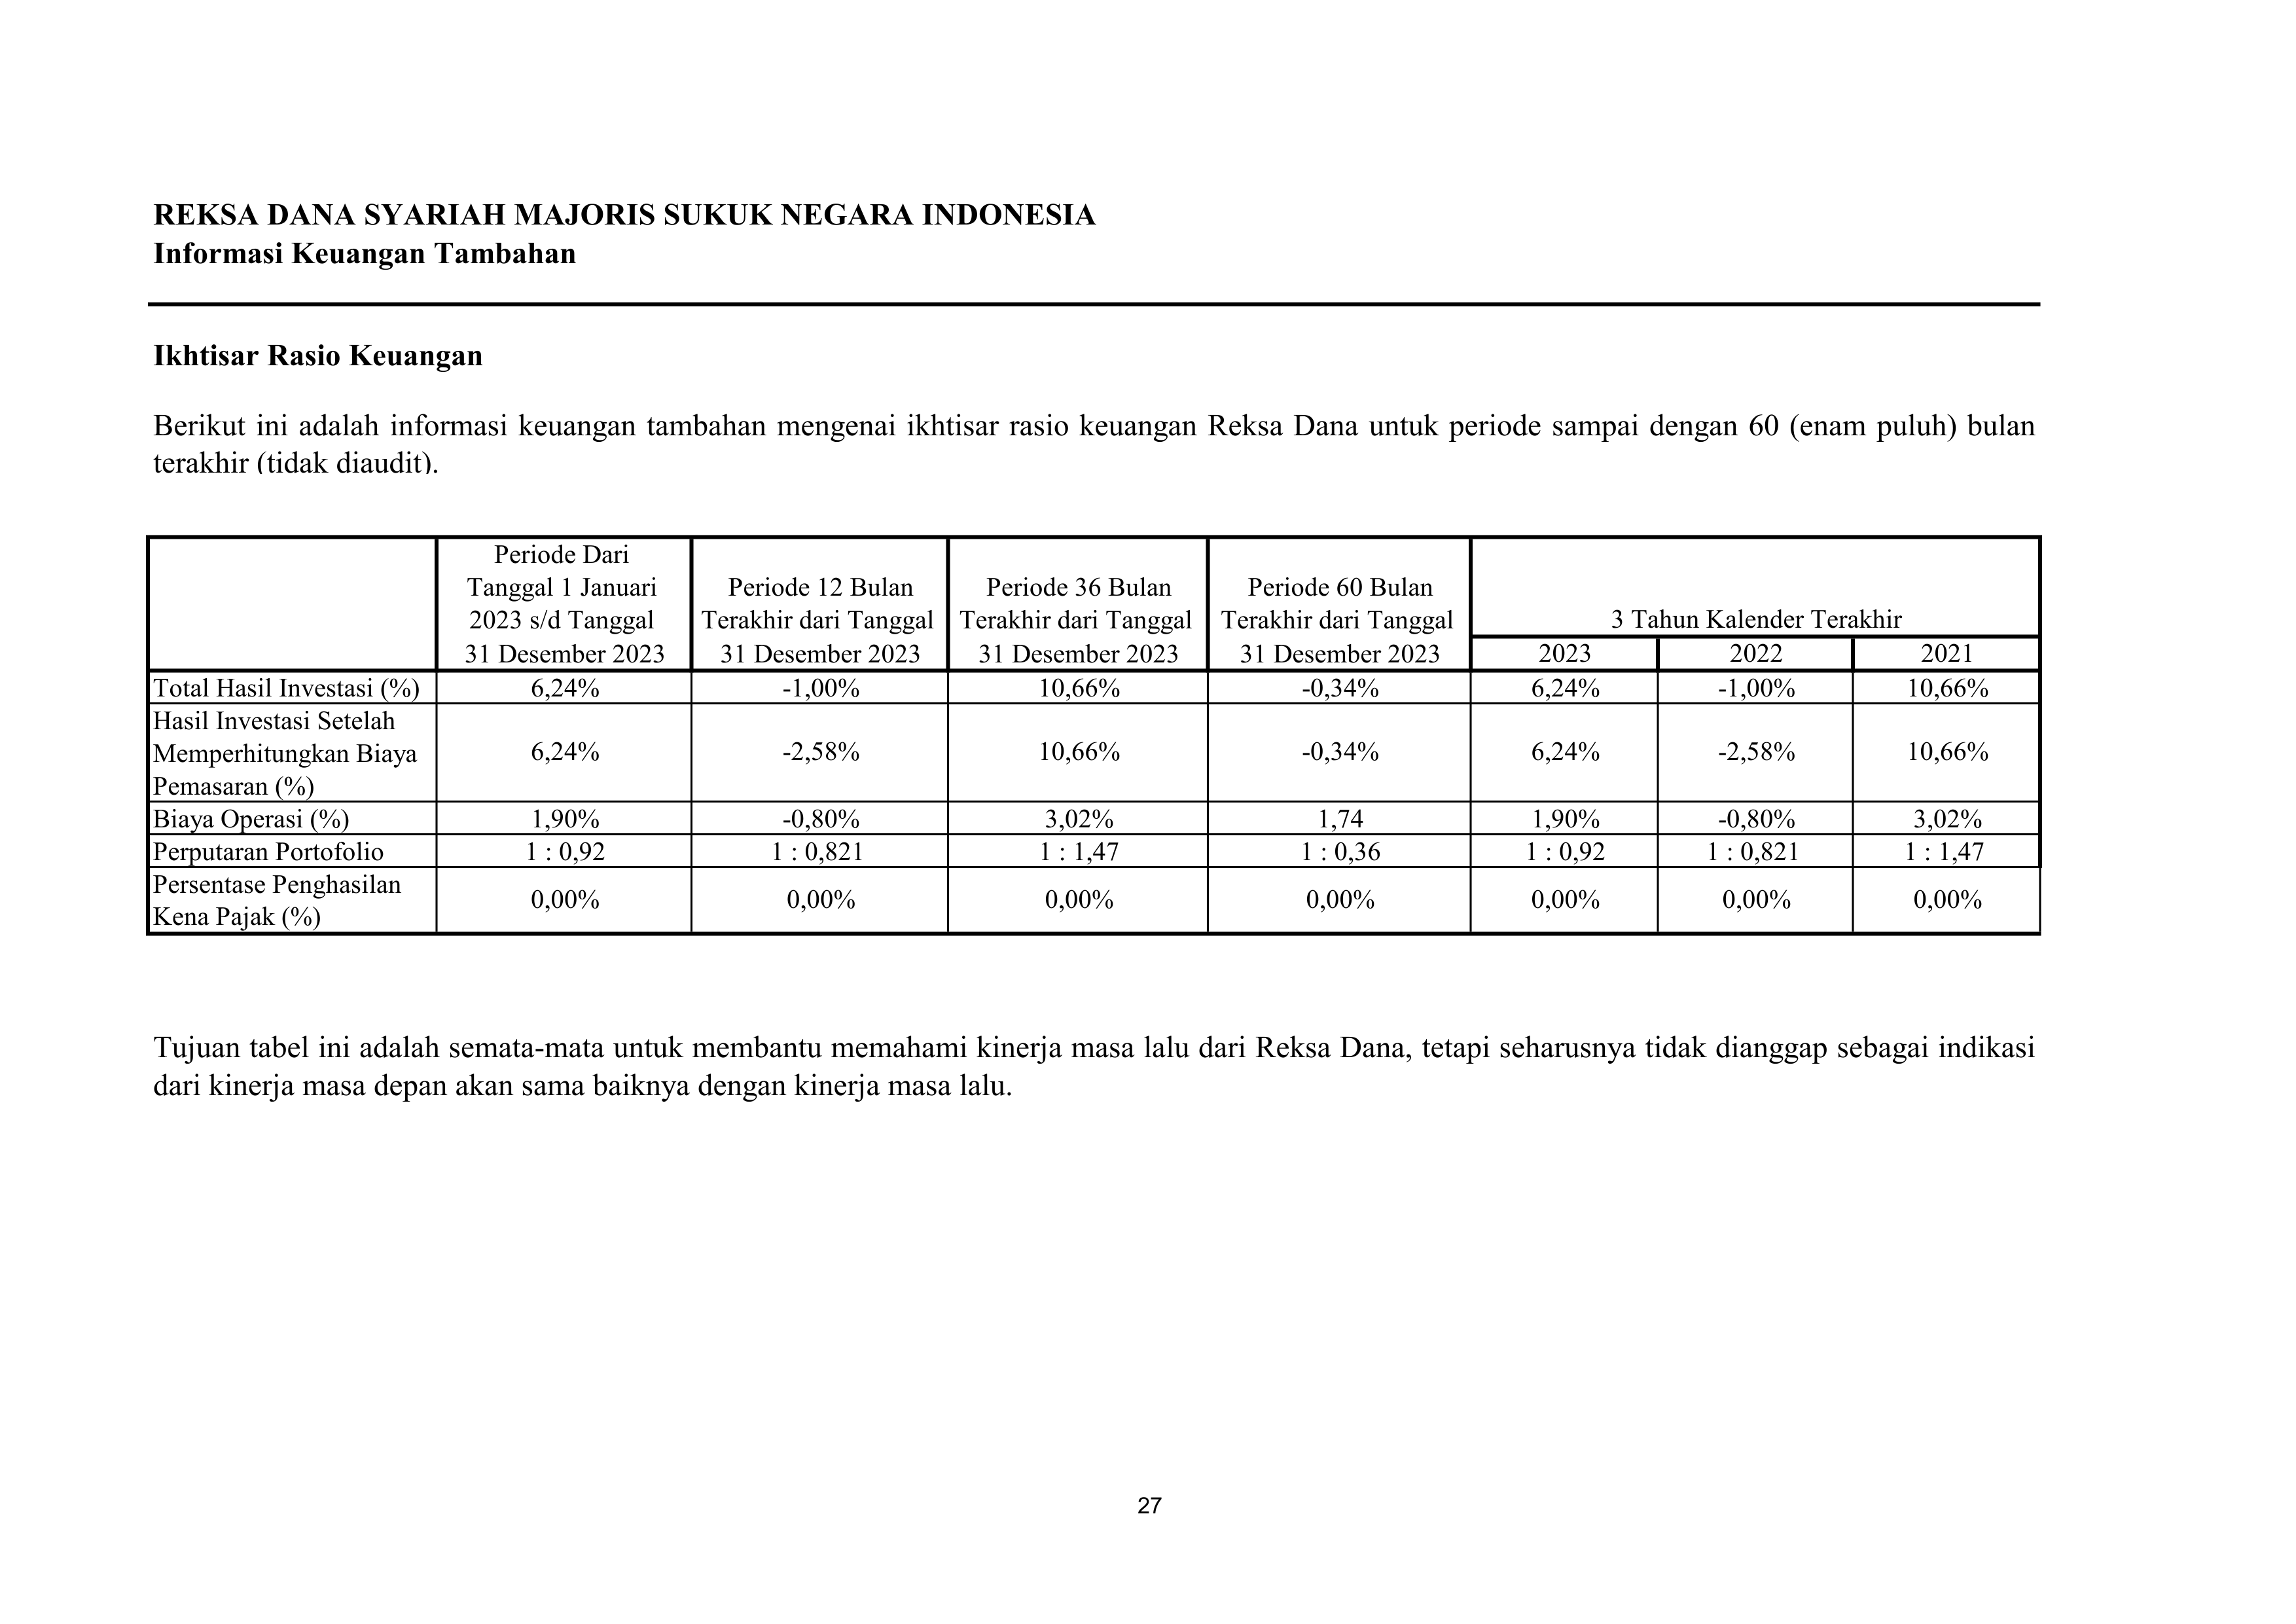 REKSA DANA SYARIAH MAJORIS SUKUK NEGARA INDONESIA
Informasi Keuangan Tambahan
Ikhtisar Rasio Keuangan
Berikut ini adalah informasi keuangan tambahan mengenai ikhtisar rasio keuangan Reksa Dana untuk periode sampai dengan 60 (enam puluh) bulan
terakhir (tidak diaudit).
Periode Dari
Tanggal 1 Januari
2023 s/d Tanggal
31 Desember 2023
Periode 12 Bulan
Terakhir dari Tanggal
31 Desember 2023
Periode 36 Bulan
Terakhir dari Tanggal
31 Desember 2023
Periode 60 Bulan
Terakhir dari Tanggal
31 Desember 2023
3 Tahun Kalender Terakhir
2023 2022 2021
Total Hasil Investasi (%) 6,24% -1,00% 10,66% -0,34% 6,24% -1,00% 10,66%
Hasil Investasi Setelah
Memperhitungkan Biaya
Pemasaran (%)
6,24% -2,58% 10,66% -0,34% 6,24% -2,58% 10,66%
Biaya Operasi (%) 1,90% -0,80% 3,02% 1,74 1,90% -0,80% 3,02%
Perputaran Portofolio 1 : 0,92 1 : 0,821 1 : 1,47 1 : 0,36 1 : 0,92 1 : 0,821 1 : 1,47
Persentase Penghasilan
Kena Pajak (%)
0,00% 0,00% 0,00% 0,00% 0,00% 0,00% 0,00%
Tujuan tabel ini adalah semata-mata untuk membantu memahami kinerja masa lalu dari Reksa Dana, tetapi seharusnya tidak dianggap sebagai indikasi
dari kinerja masa depan akan sama baiknya dengan kinerja masa lalu.
27